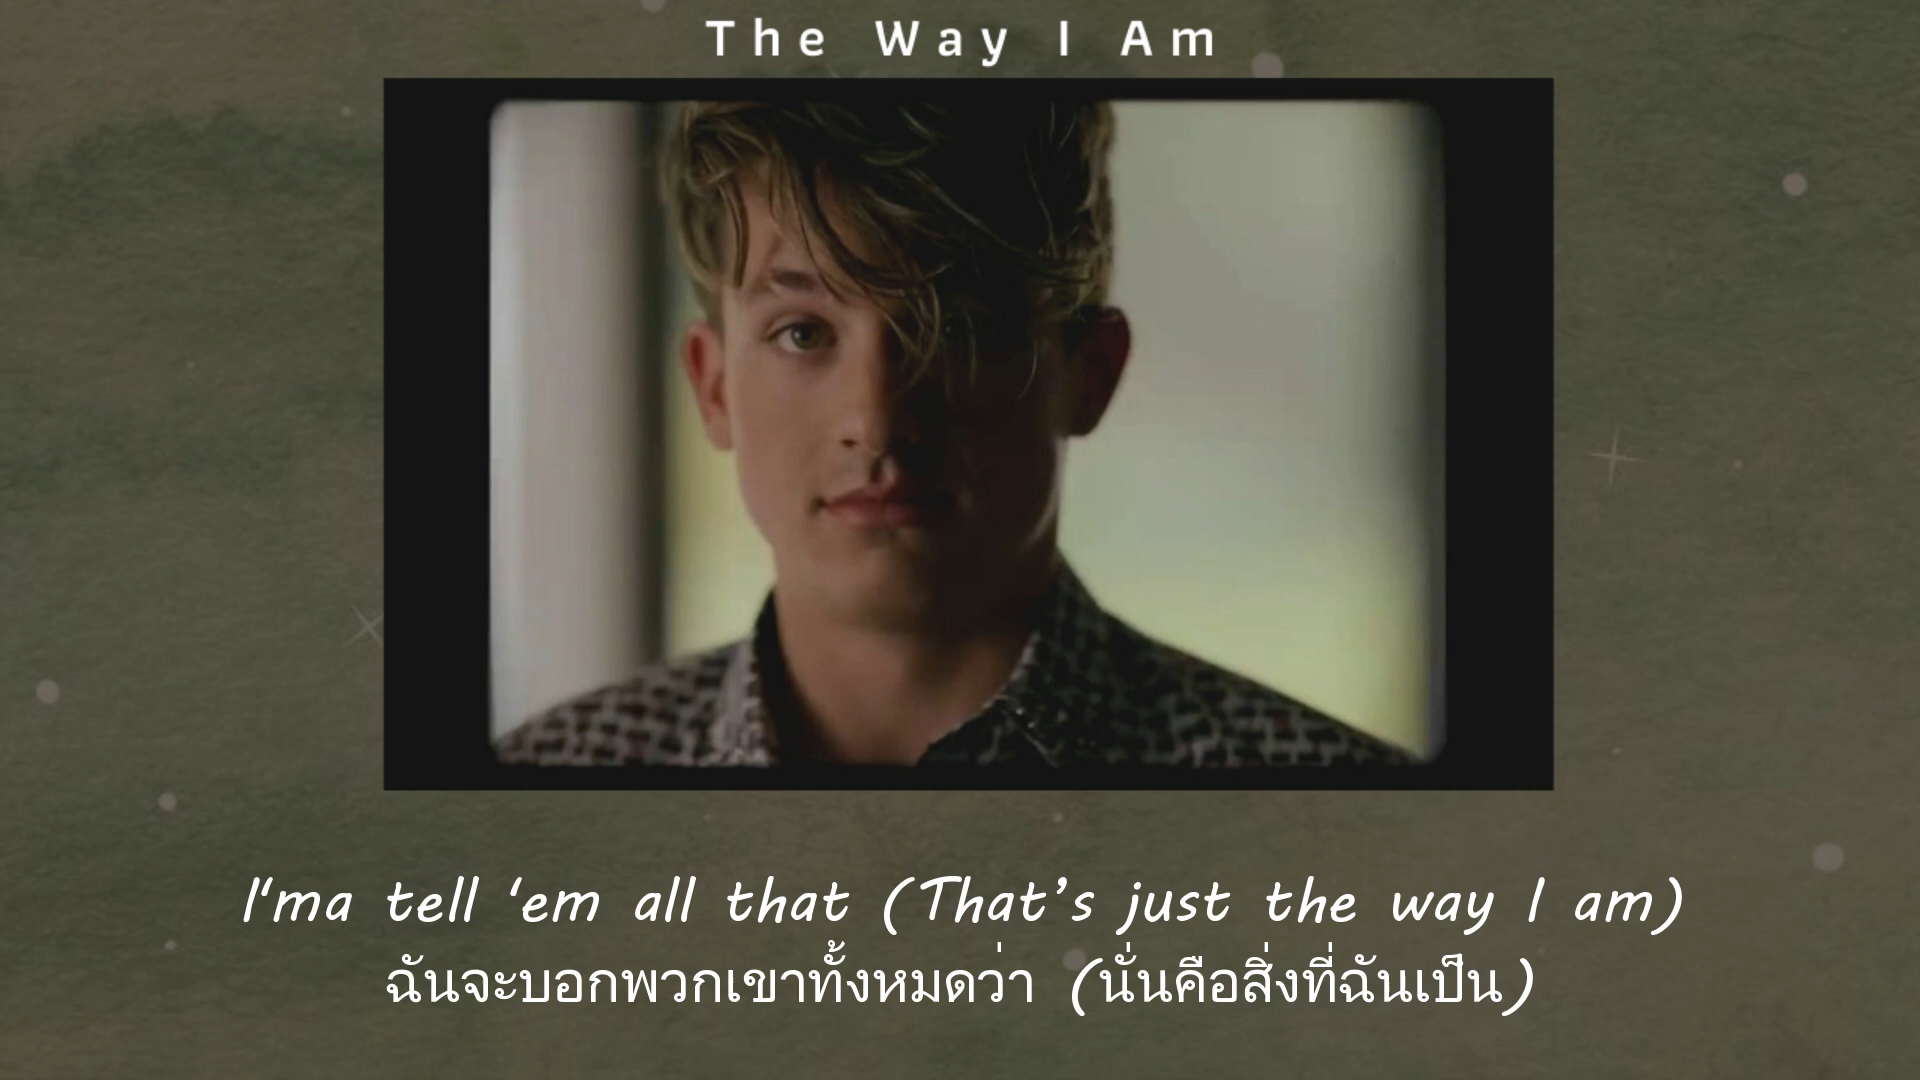 The Way I Am
I‘ma tell ‘em all that (That’s just the way I am)
ฉันจะบอกพวกเขาทั้งหมดว่า (นั่นคือสิ่งที่ฉันเป็น)